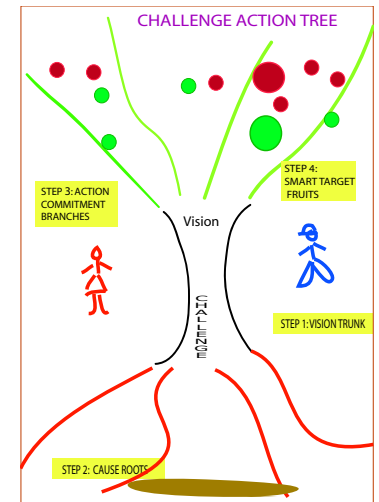 CHALLENGE ACTION TREE
STEP 4:
SMART TARGET
FRUITS
STEP 3: ACTION
COMMITMENT
BRANCHES
Vision
CHALLENGE
STEP 1: VISION TRUNK
STEP 2: CAUSE ROOTS